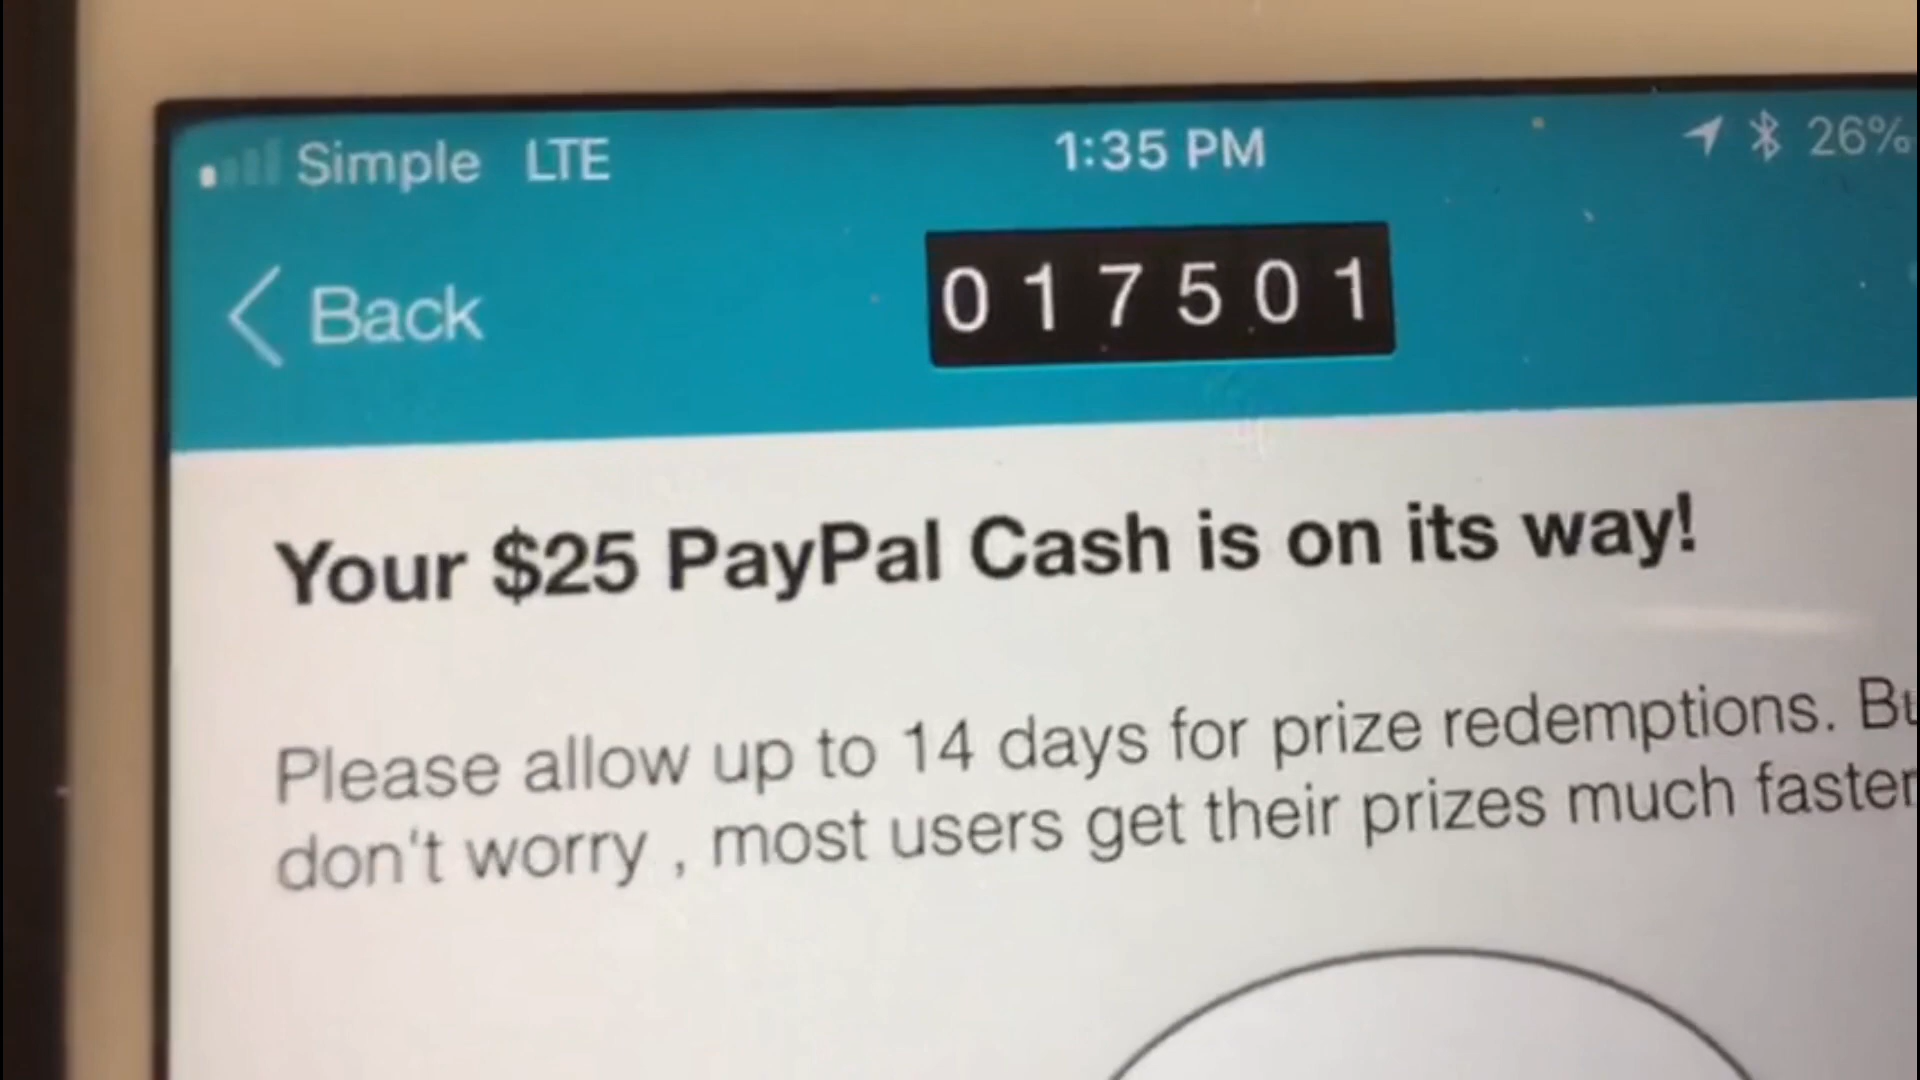 Simple LTE 1:35 PM 26%
Back 017501
Your $25 PayPal Cash is on its way!
Please allow up to 14 days for prize redemptions. Bu
don't worry , most users get their prizes much faster